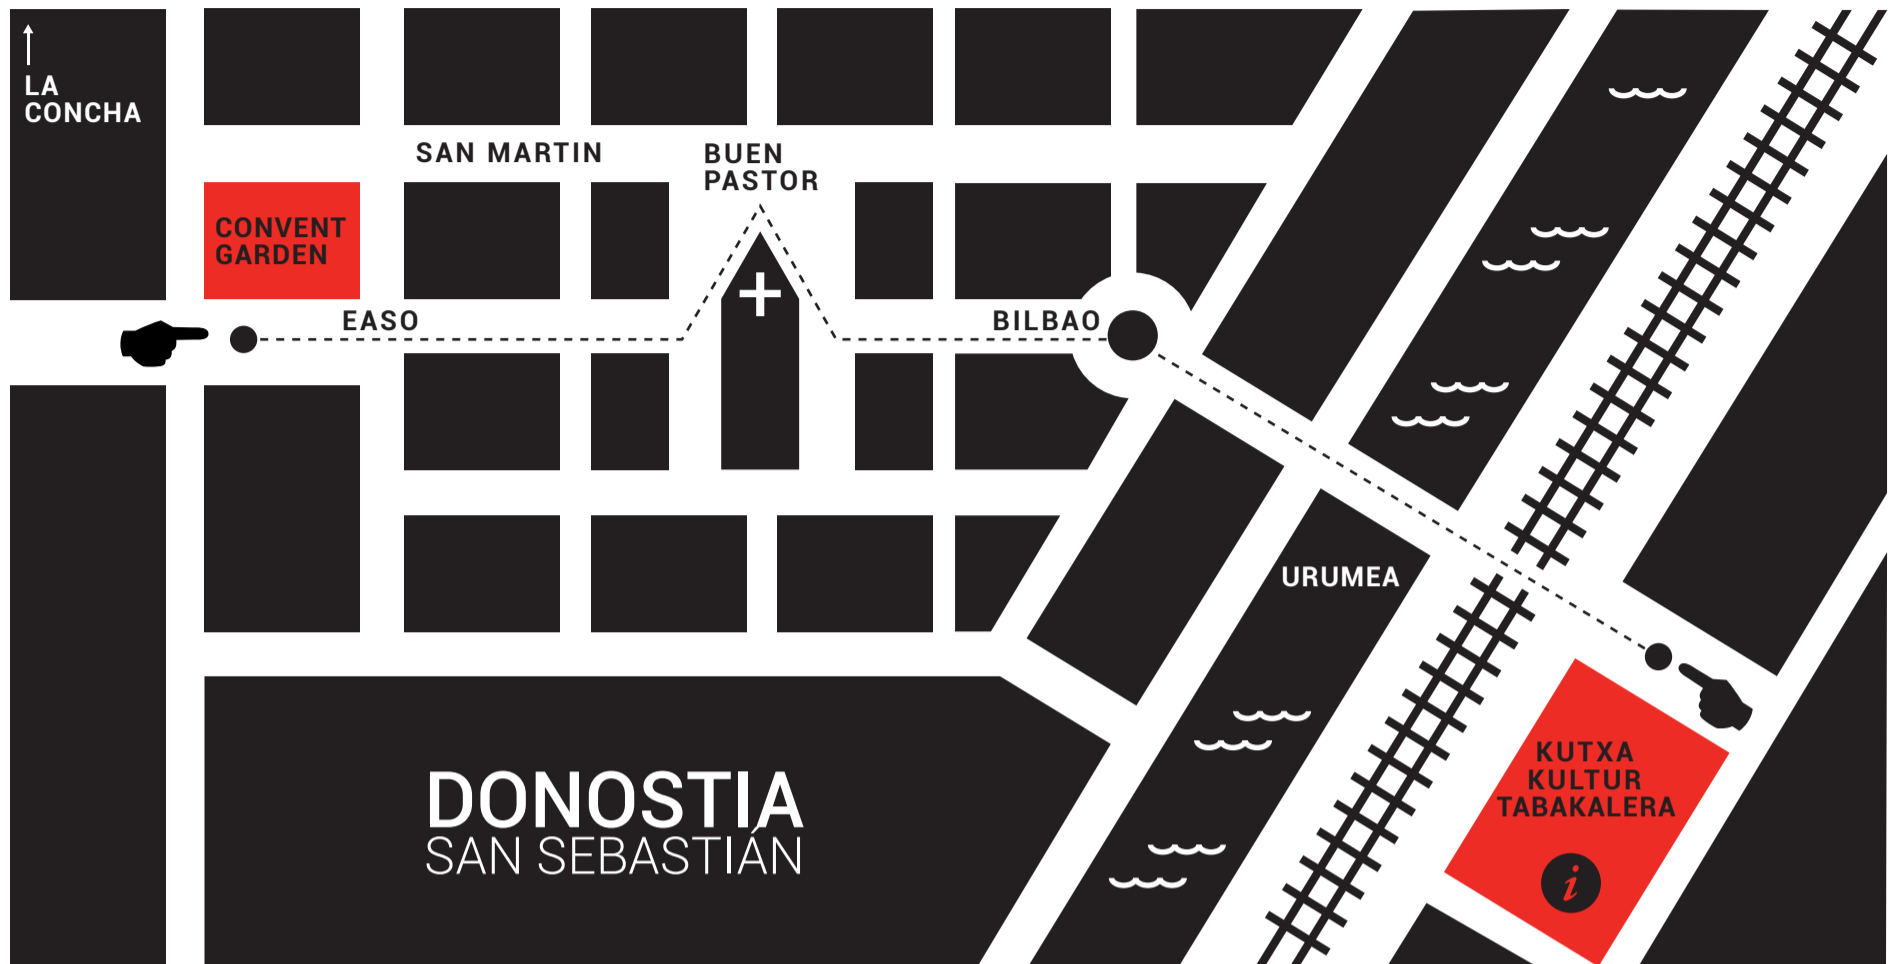 LA
CONCHA
SAN MARTIN
BUEN
PASTOR
CONVENT
GARDEN
EASO
BILBAO
URUMEA
KUTXA
KULTUR
TABAKALERA
i
DONOSTIA
SAN SEBASTIÁN